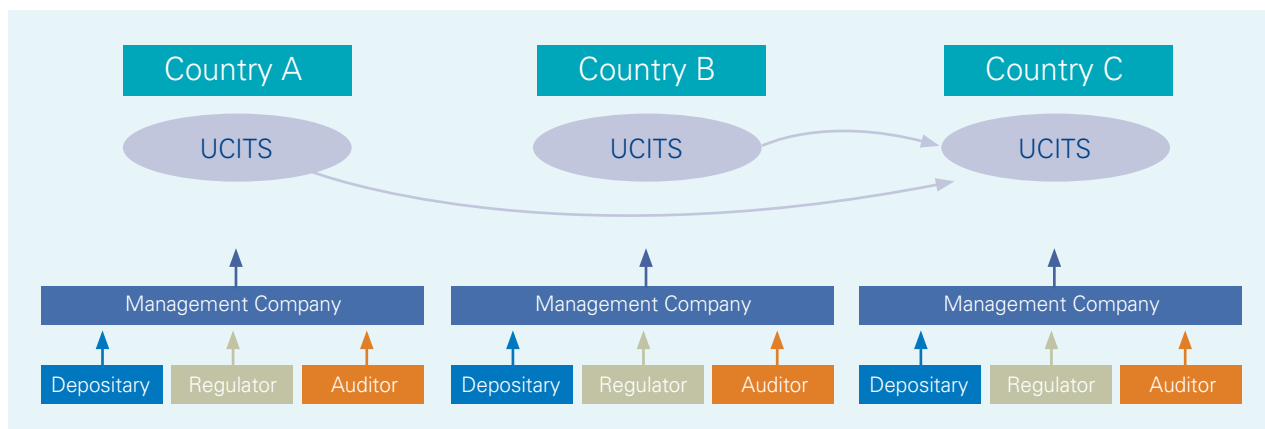 Country A
Country B
Country C
UCITS
UCITS
UCITS
Management Company
Management Company
Management Company
Depositary
Regulator
Auditor
Depositary
Regulator
Auditor
Depositary
Regulator
Auditor